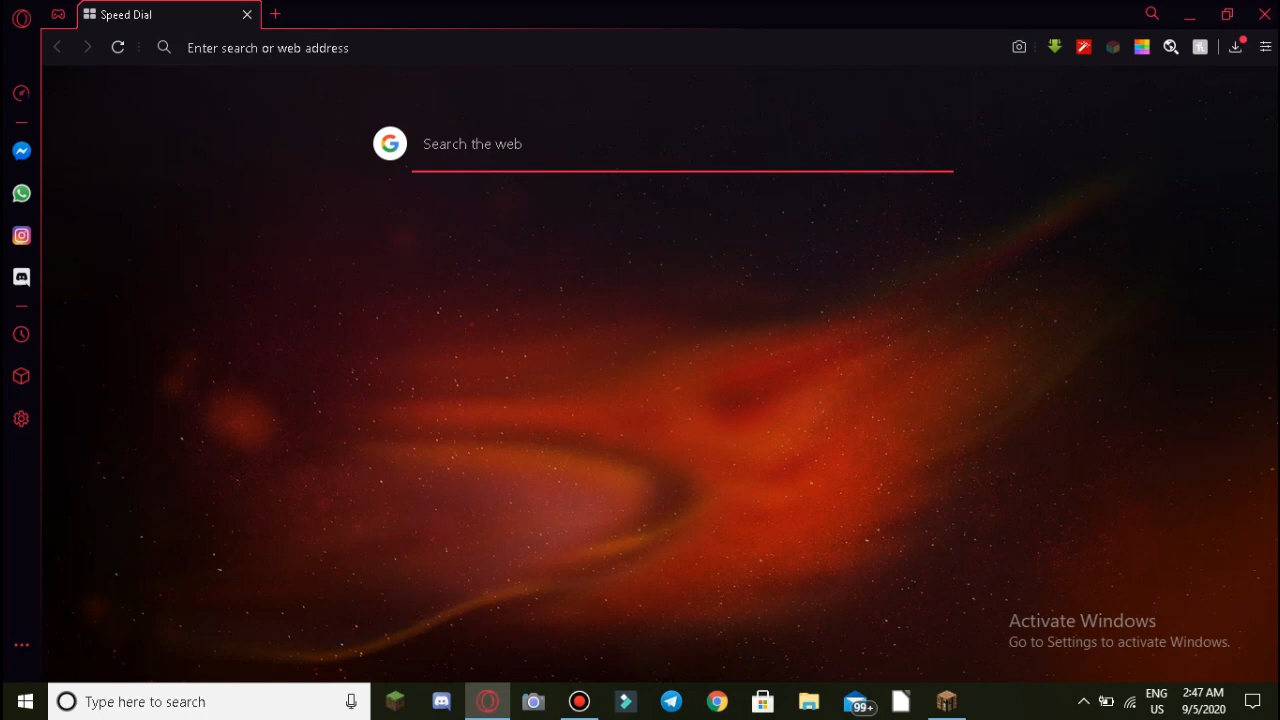 Speed Dial
Enter search or web address
Search the web
Activate Windows
Go to Settings to activate Windows.
Type here to search
99+
ENG
US
2:47 AM
9/5/2020